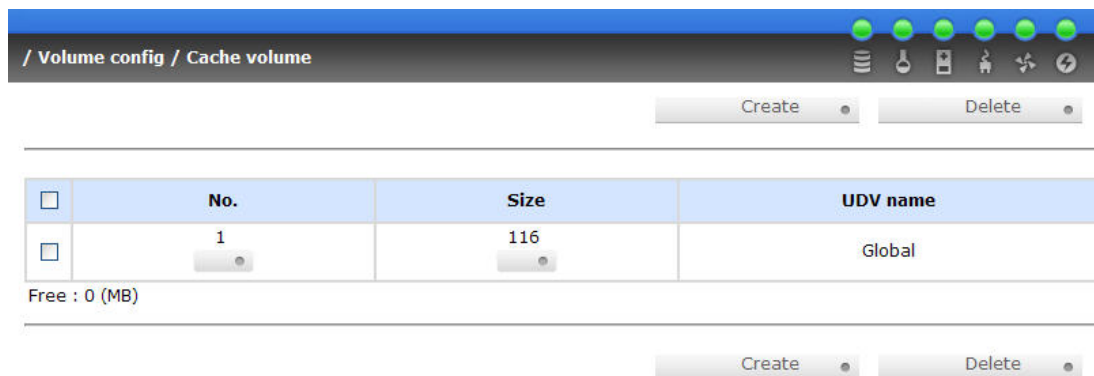 / Volume config / Cache volume
Create Delete
No. Size UDV name
1 116 Global
Free : 0 (MB)
Create Delete